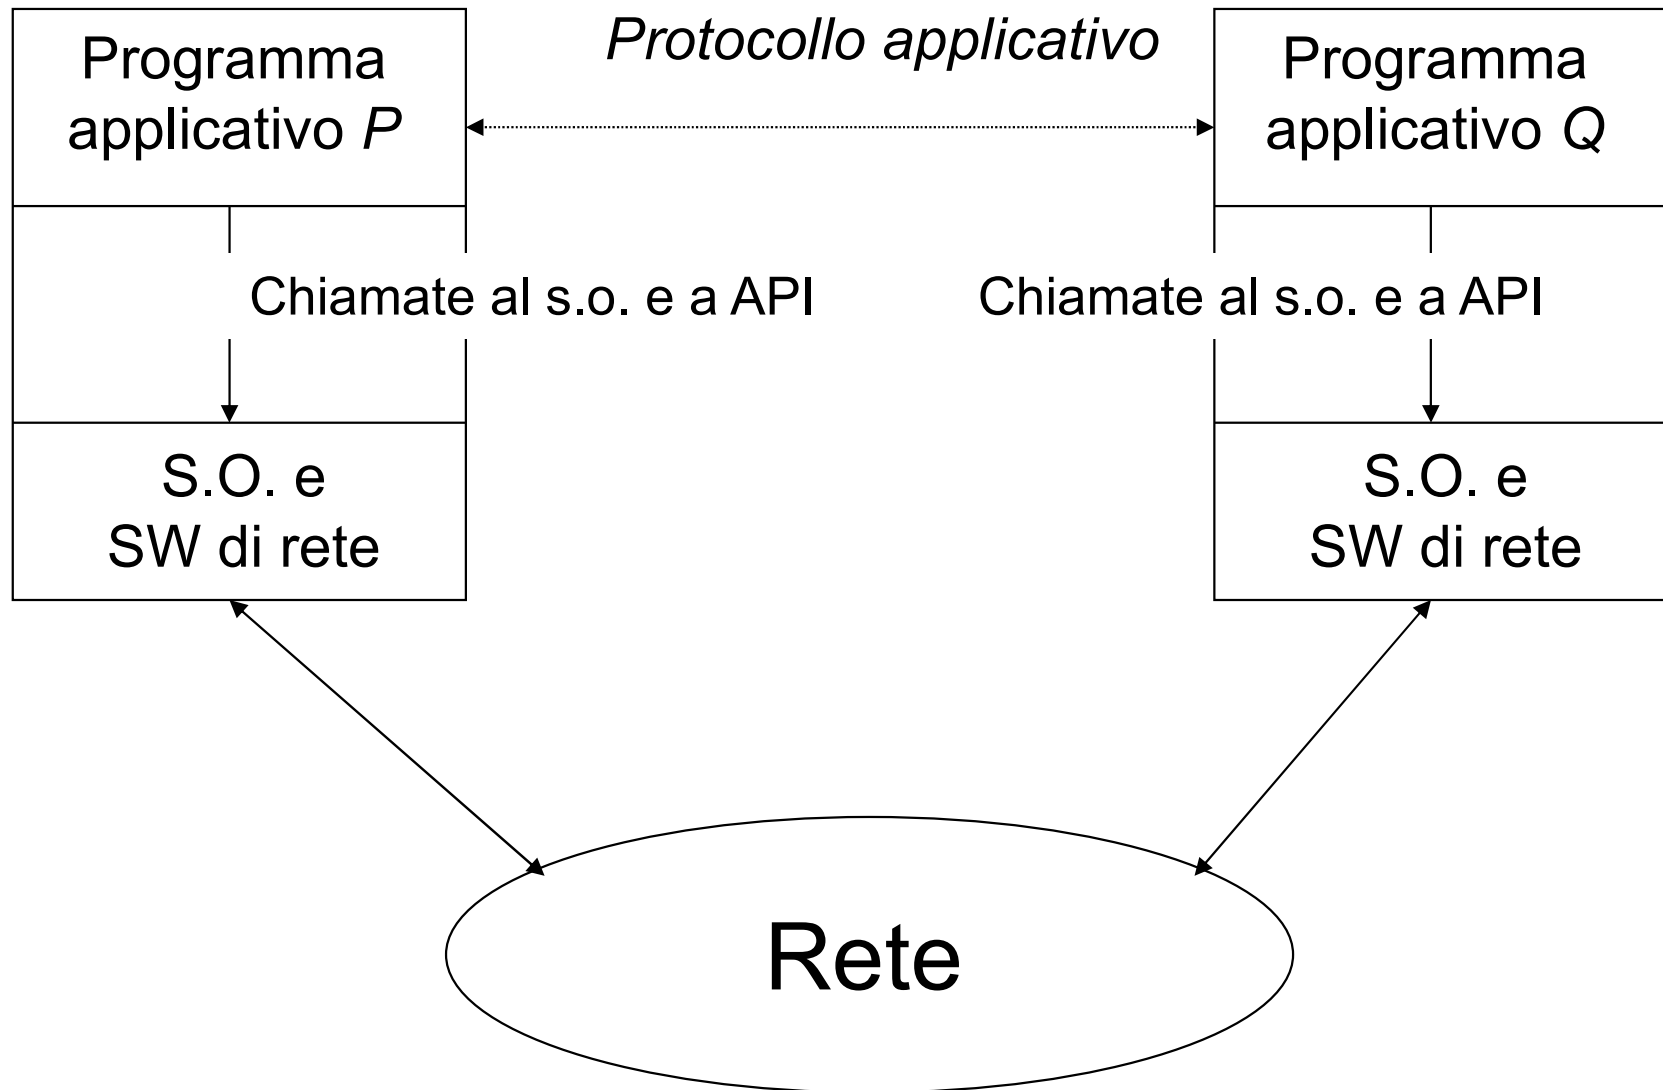 Programma
applicativo P
Protocollo applicativo
Programma
applicativo Q
Chiamate al s.o. e a API
Chiamate al s.o. e a API
S.O. e
SW di rete
S.O. e
SW di rete
Rete